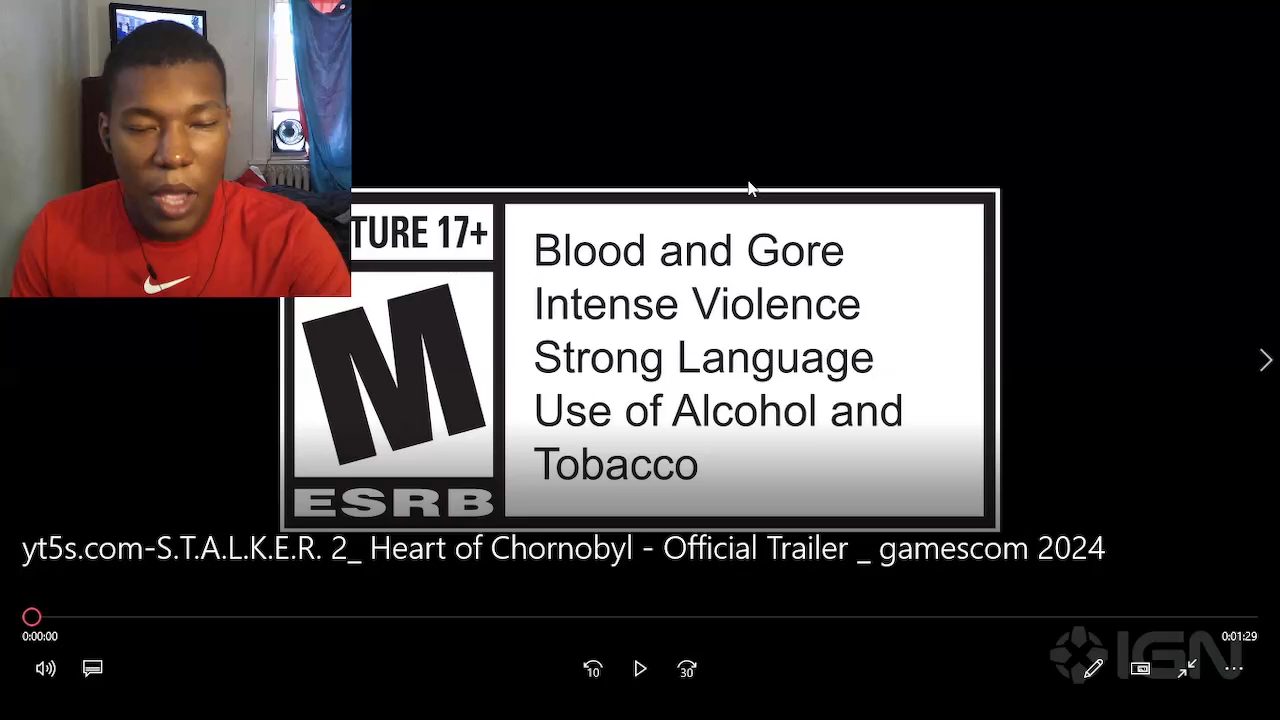 TURE 17+
Blood and Gore
Intense Violence
Strong Language
Use of Alcohol and
Tobacco
M
ESRB
yt5s.com-S.T.A.L.K.E.R. 2_ Heart of Chornobyl - Official Trailer _ gamescom 2024
0:00:00
0:01:29
10
30
IGN